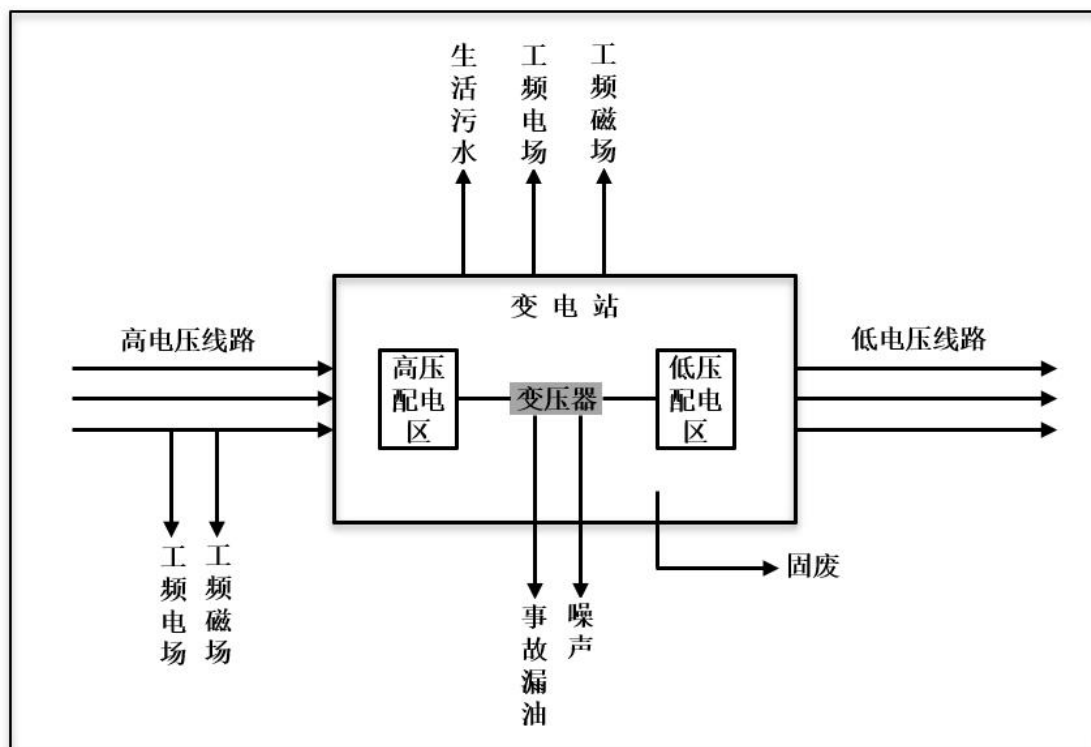 生活污水
工频电场
工频磁场
变电站
高电压线路
低电压线路
高压
配电
区
变压器
低压
配电
区
工频电场
工频磁场
事故漏油
噪声
固废